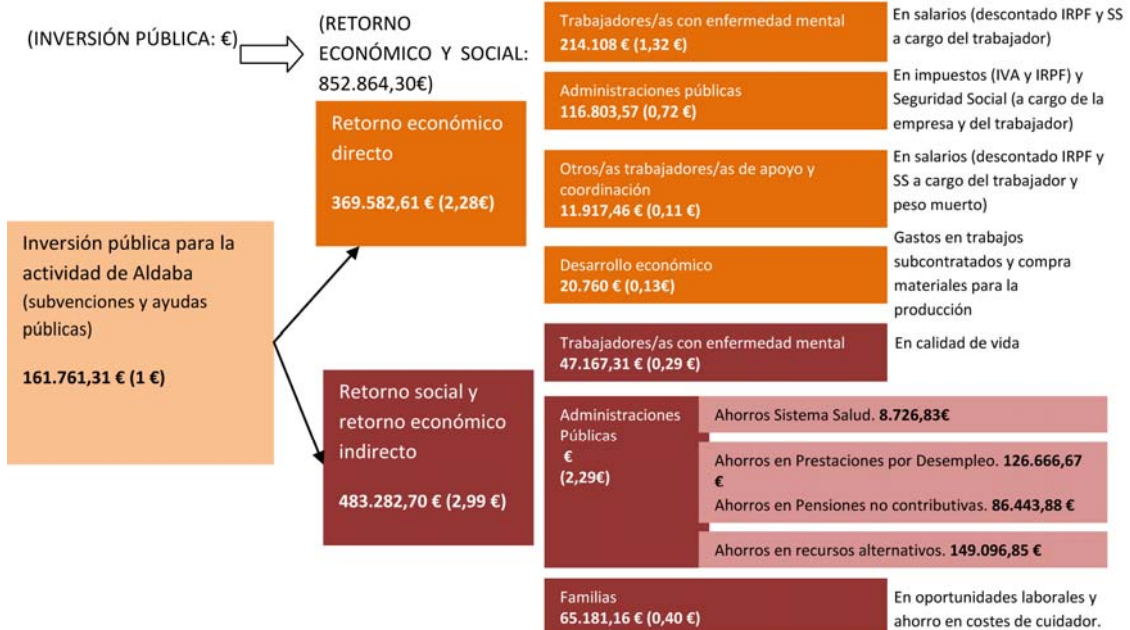 (INVERSIÓN PÚBLICA: €)
(RETORNO
ECONÓMICO Y SOCIAL:
852.864,30€)
Inversión pública para la
actividad de Aldaba
(subvenciones y ayudas
públicas)
161.761,31 € (1 €)
Retorno económico
directo
369.582,61 € (2,28€)
Trabajadores/as con enfermedad mental
214.108 € (1,32 €)
En salarios (descontado IRPF y SS
a cargo del trabajador)
Administraciones públicas
116.803,57 (0,72 €)
En impuestos (IVA y IRPF) y
Seguridad Social (a cargo de la
empresa y del trabajador)
Otros/as trabajadores/as de apoyo y
coordinación
11.917,46 € (0,11 €)
En salarios (descontado IRPF y
SS a cargo del trabajador y
peso muerto)
Desarrollo económico
20.760 € (0,13€)
Gastos en trabajos
subcontratados y compra
materiales para la
producción
Retorno social y
retorno económico
indirecto
483.282,70 € (2,99 €)
Trabajadores/as con enfermedad mental
47.167,31 € (0,29 €)
En calidad de vida
Administraciones
Públicas
€
(2,29€)
Ahorros Sistema Salud. 8.726,83€
Ahorros en Prestaciones por Desempleo. 126.666,67
€
Ahorros en Pensiones no contributivas. 86.443,88 €
Ahorros en recursos alternativos. 149.096,85 €
Familias
65.181,16 € (0,40 €)
En oportunidades laborales y
ahorro en costes de cuidador.